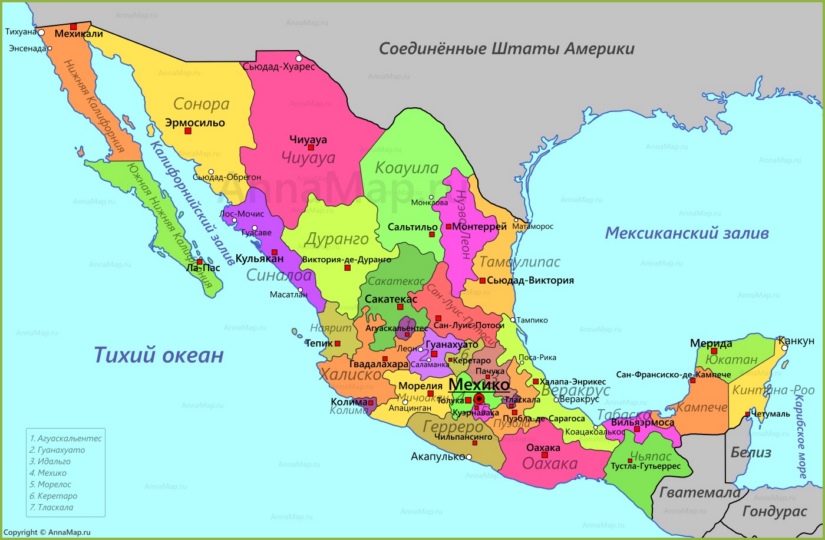 Соединённые Штаты Америки
Тихуана
Мехикали
Энсенада
Нижняя Калифорния
Сонора
Эрмосильо
Сьюдад-Хуарес
Чиуауа
Чиуауа
Южная Нижняя Калифорния
Калифорнийский залив
Сьюдад-Обрегон
AnnaMap.ru
Коауила
Монклова
Нуэво-Леон
Лос-Мочис
Гуасаве
Дуранго
Сальтильо
Монтеррей
Матаморос
Мексиканский залив
Ла-Пас
Кульякан
Синалоа
Виктория-де-Дуранго
Тамаулипас
Сьюдад-Виктория
Масатлан
Сакатекас
Сакатекас
Сан-Луис-Потоси
Сан-Луис-Потоси
Тампико
Наярит
Агуаскальентес
Тепик
Леон
Гуанахуато
Тихий океан
Гвадалахара
Саламанка
Керетаро
Поса-Рика
Халиско
Пачука
Мерида
Юкатан
Канкун
Сан-Франсиско-де-Кампече
Кинтана-Роо
Морелия
Мехико
Халапа-Энрикес
Веракрус
Веракрус
Мичоакан
Толука
Тласкала
Колима
Колима
Апацинган
Куэрнавака
Пуэбла-де-Сарагоса
Пуэбла
Табаско
Вильяэрмоса
Кампече
Четумаль
Карибское море
Герреро
Чильпансинго
Коацакоалькос
Акапулько
Оахака
Оахака
Чьяпас
Тустла-Гутьеррес
Белиз
Гватемала
Гондурас
1. Агуаскальентес
2. Гуанахуато
3. Идальго
4. Мехико
5. Морелос
6. Керетаро
7. Тласкала
Copyright © AnnaMap.ru